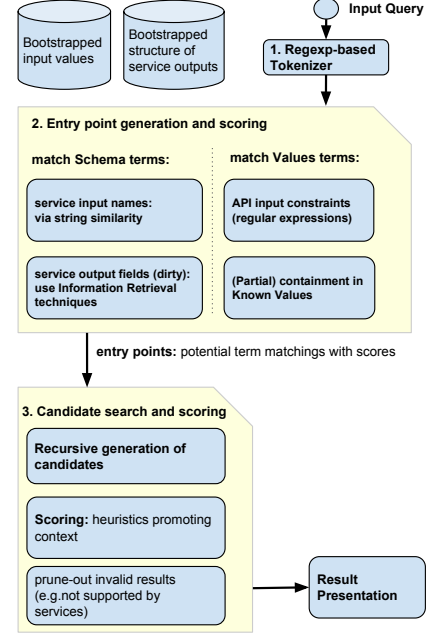 Input Query
Bootstrapped
input values
Bootstrapped
structure of
service outputs
1. Regexp-based
Tokenizer
2. Entry point generation and scoring
match Schema terms:
match Values terms:
service input names:
via string similarity
API input constraints
(regular expressions)
service output fields (dirty):
use Information Retrieval
techniques
(Partial) containment in
Known Values
entry points: potential term matchings with scores
3. Candidate search and scoring
Recursive generation of
candidates
Scoring: heuristics promoting
context
prune-out invalid results
(e.g.not supported by
services)
Result
Presentation